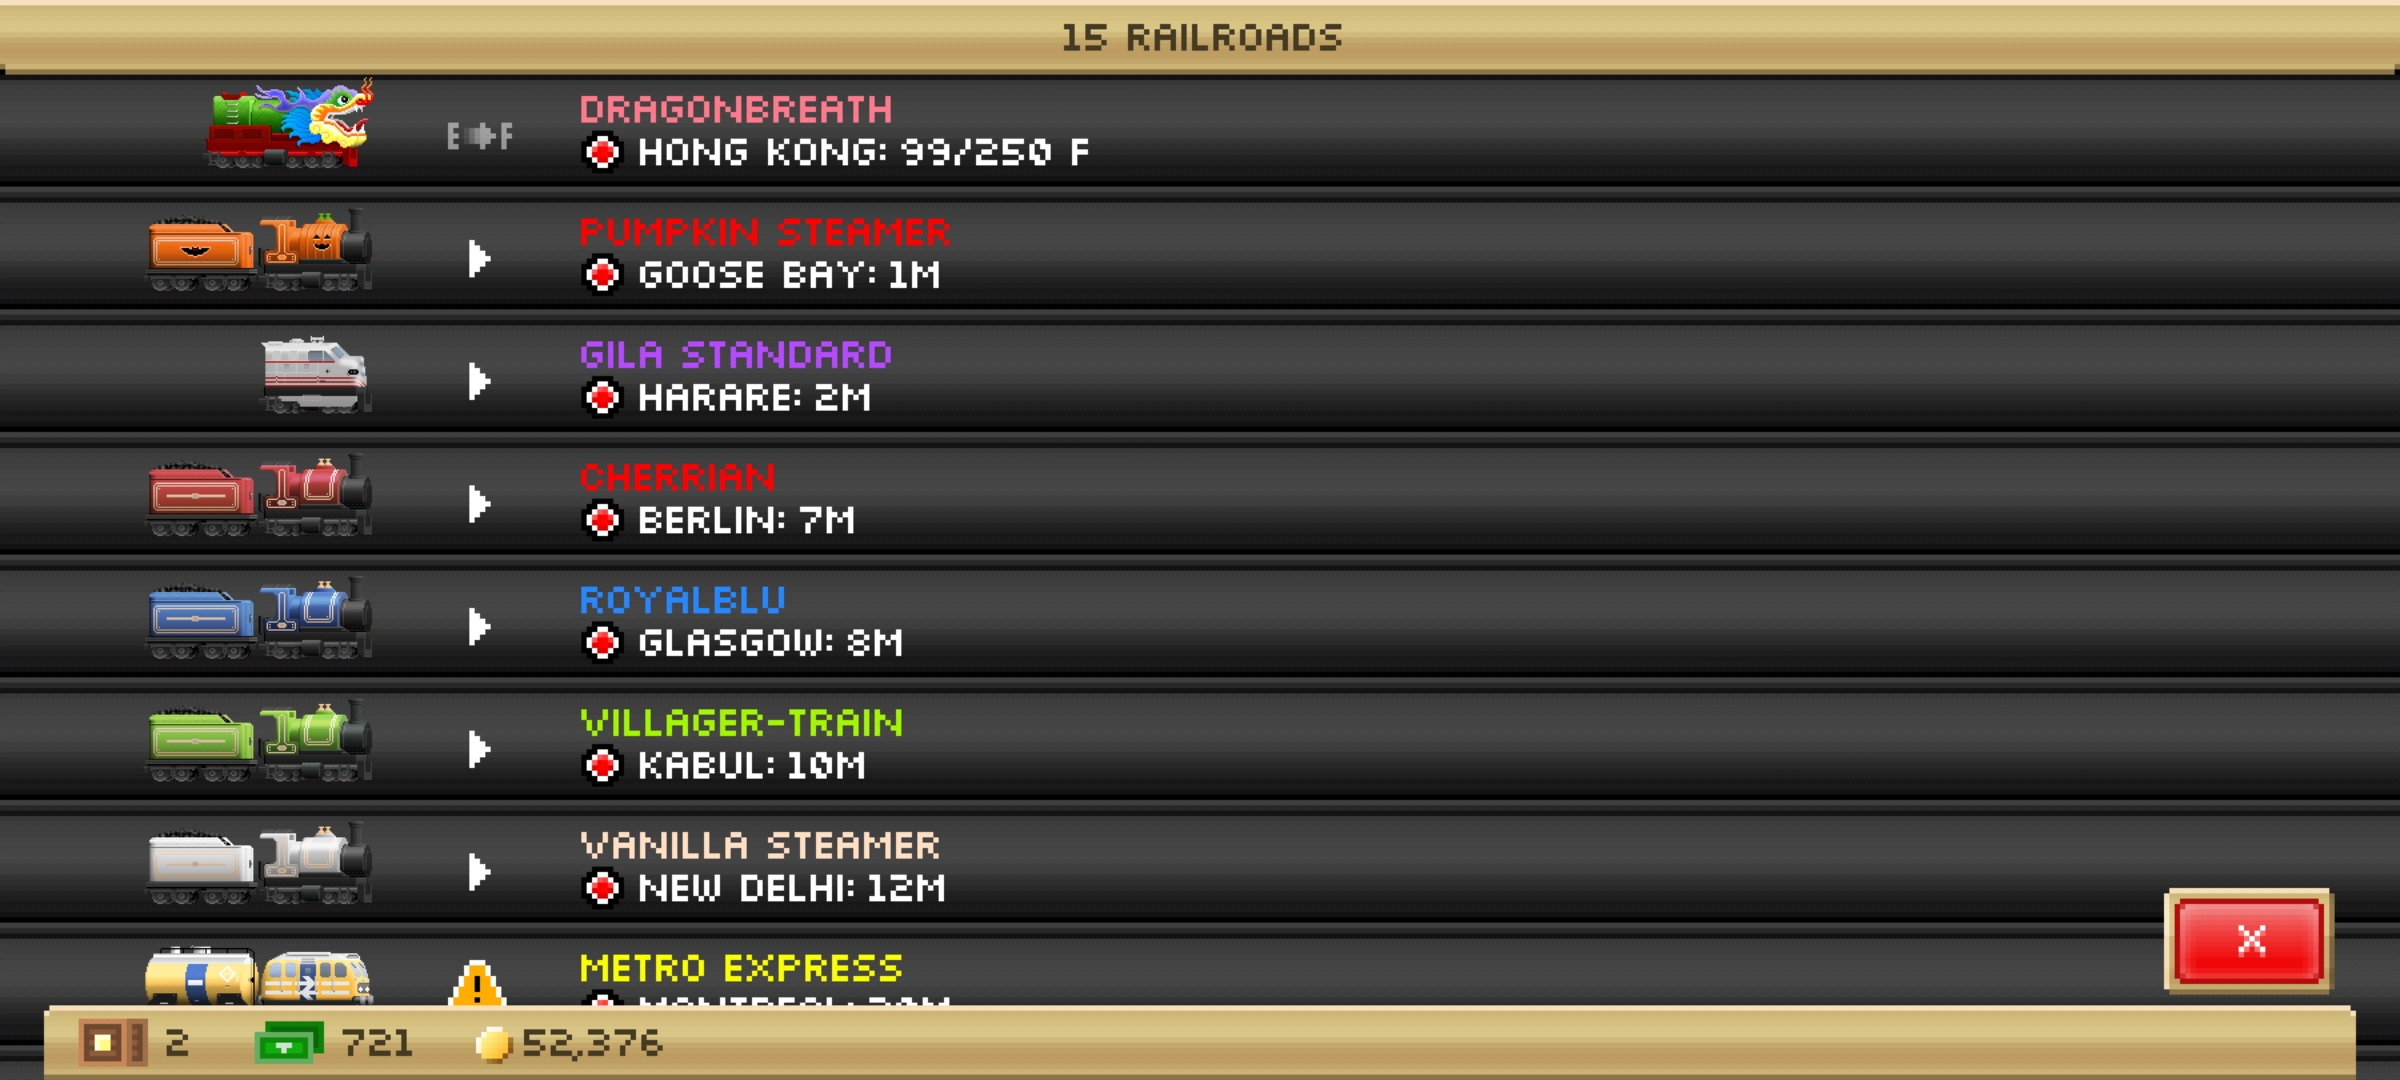 15 RAILROADS
DRAGONBREATH
E F
HONG KONG: 99/250 F
PUMPKIN STEAMER
GOOSE BAY: 1M
GILA STANDARD
HARARE: 2M
CHERRIAN
BERLIN: 7M
ROYALBLU
GLASGOW: 8M
VILLAGER-TRAIN
KABUL: 10M
VANILLA STEAMER
NEW DELHI: 12M
METRO EXPRESS
X
2 721 52,376